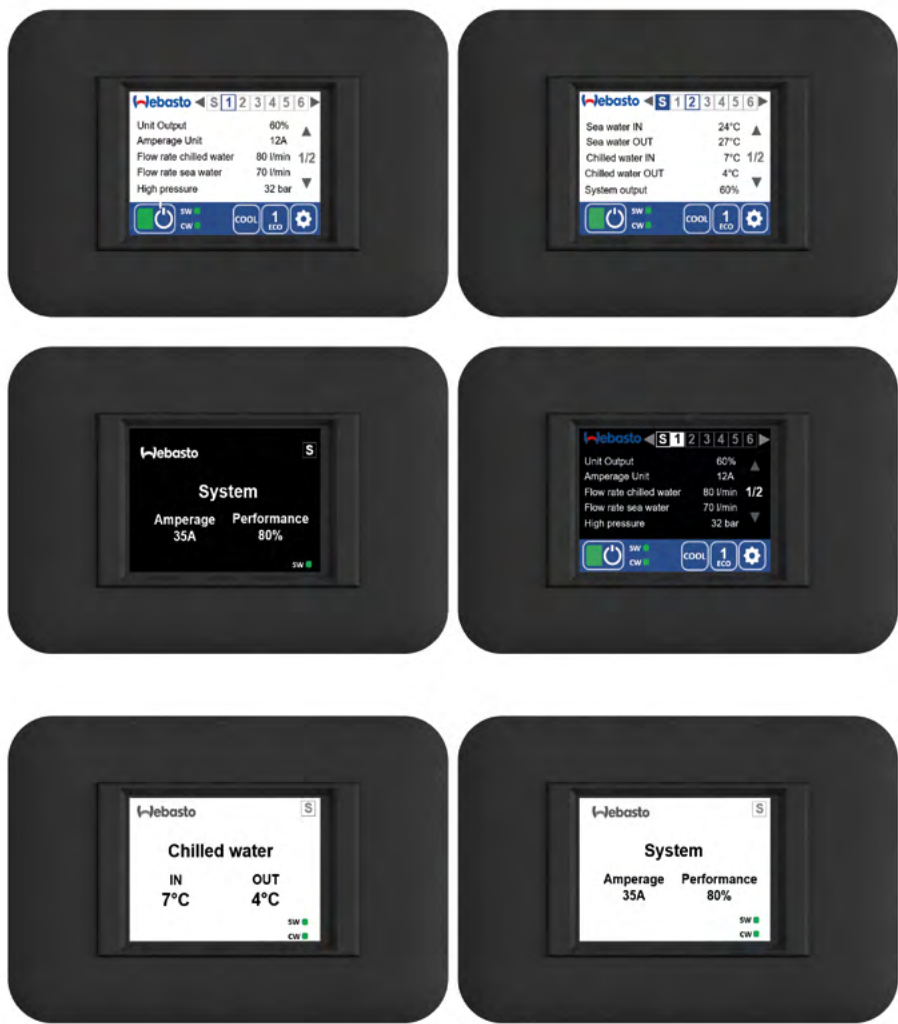 Webasto S 1 2 3 4 5 6
Unit Output 60%
Amperage Unit 12A
Flow rate chilled water 80 l/min 1/2
Flow rate sea water 70 l/min
High pressure 32 bar
SW
CW
COOL 1
ECO
Webasto S 1 2 3 4 5 6
Sea water IN 24°C
Sea water OUT 27°C
Chilled water IN 7°C 1/2
Chilled water OUT 4°C
System output 60%
SW
CW
COOL 1
ECO
Webasto S
System
Amperage Performance
35A 80%
SW
Webasto S 1 2 3 4 5 6
Unit Output 60%
Amperage Unit 12A
Flow rate chilled water 80 l/min 1/2
Flow rate sea water 70 l/min
High pressure 32 bar
SW
CW
COOL 1
ECO
Webasto S
Chilled water
IN OUT
7°C 4°C
SW
CW
Webasto S
System
Amperage Performance
35A 80%
SW
CW